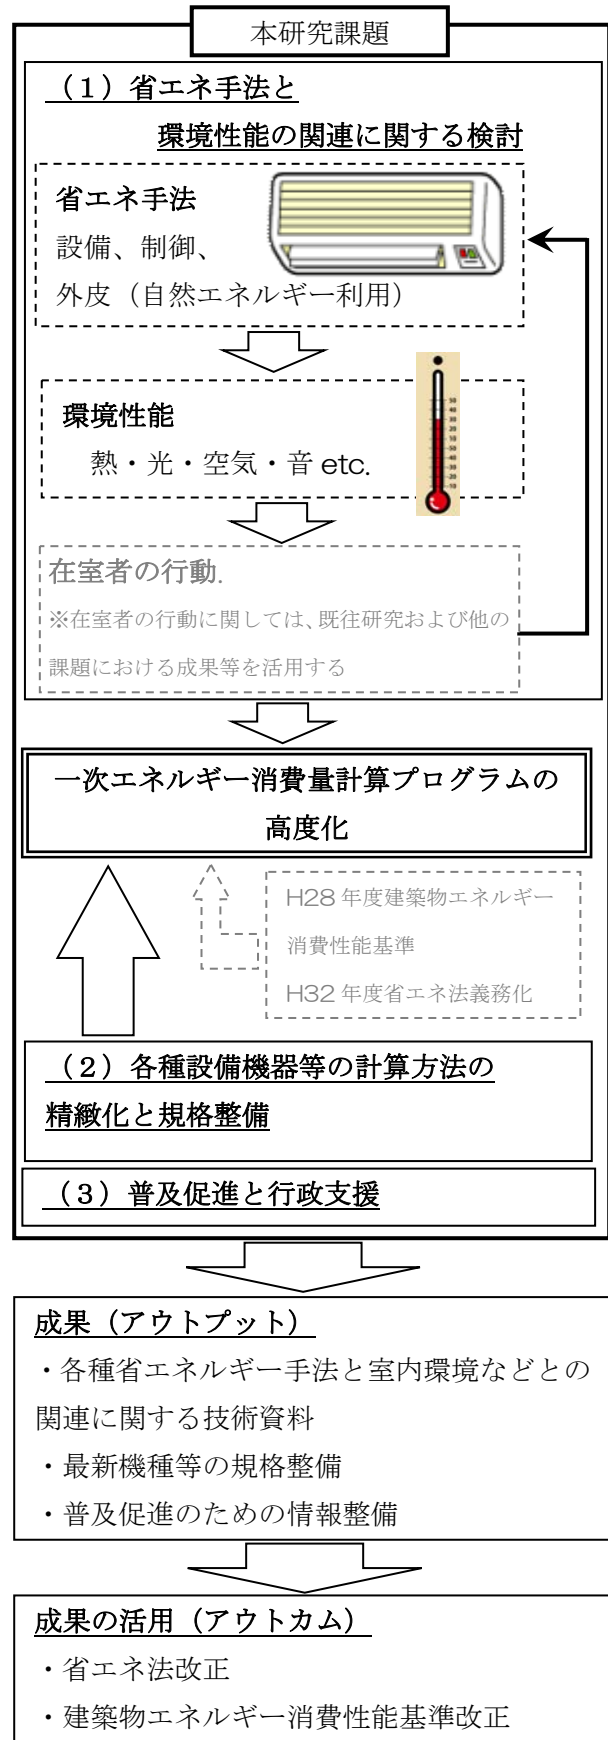 本研究課題
（１）省エネ手法と
環境性能の関連に関する検討
省エネ手法
設備、制御、
外皮（自然エネルギー利用）
環境性能
熱・光・空気・音 etc.
在室者の行動.
※在室者の行動に関しては、既往研究および他の
課題における成果等を活用する
一次エネルギー消費量計算プログラムの
高度化
H28 年度建築物エネルギー
消費性能基準
H32 年度省エネ法義務化
（２）各種設備機器等の計算方法の
精緻化と規格整備
（３）普及促進と行政支援
成果（アウトプット）
・各種省エネルギー手法と室内環境などとの
関連に関する技術資料
・最新機種等の規格整備
・普及促進のための情報整備
成果の活用（アウトカム）
・省エネ法改正
・建築物エネルギー消費性能基準改正